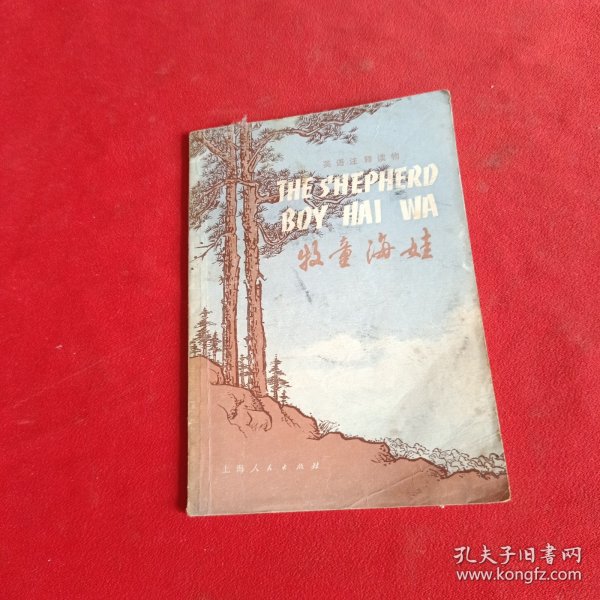 英语注释读物
THE SHEPHERD
BOY HAI WA
牧童海娃
上海人民出版社
孔夫子旧书网
www.kongfz.com